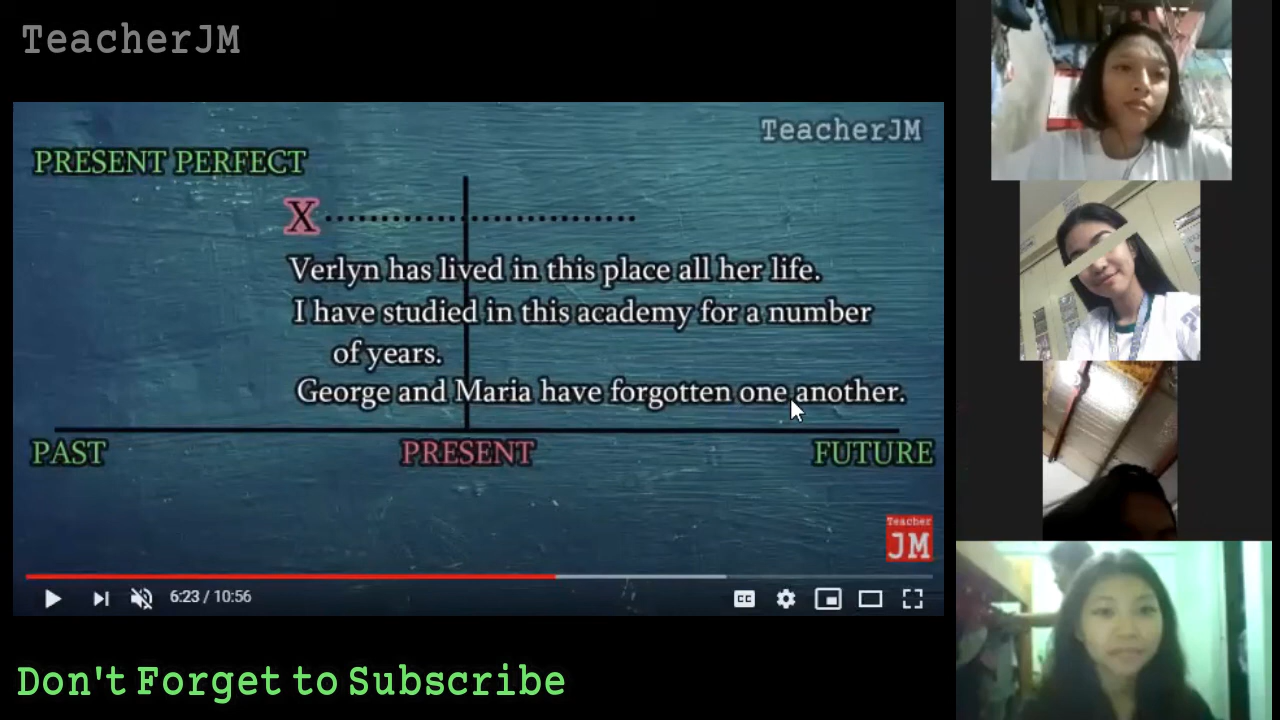 TeacherJM
TeacherJM
PRESENT PERFECT
X
Verlyn has lived in this place all her life.
I have studied in this academy for a number
of years.
George and Maria have forgotten one another.
PAST PRESENT FUTURE
Teacher
JM
6:23 / 10:56
CC
Don't Forget to Subscribe